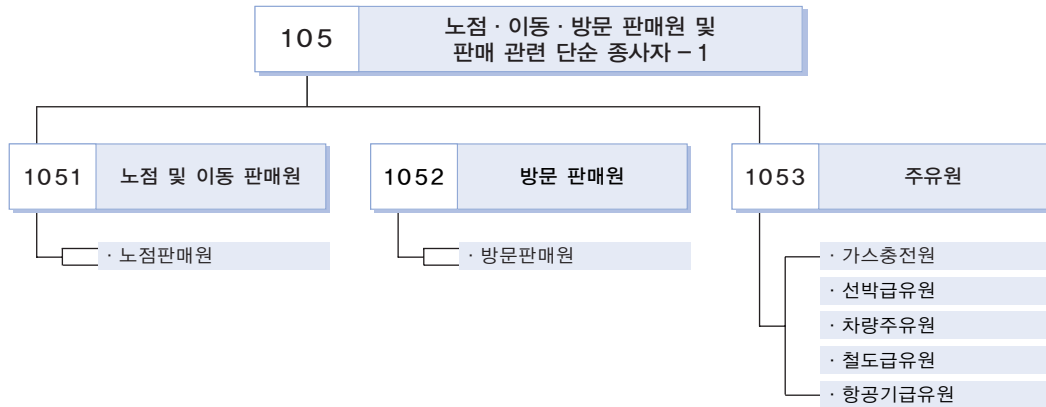 105
노점 · 이동 · 방문 판매원 및
판매 관련 단순 종사자 – 1
1051
노점 및 이동 판매원
1052
방문 판매원
1053
주유원
· 노점판매원
· 방문판매원
· 가스충전원
· 선박급유원
· 차량주유원
· 철도급유원
· 항공기급유원